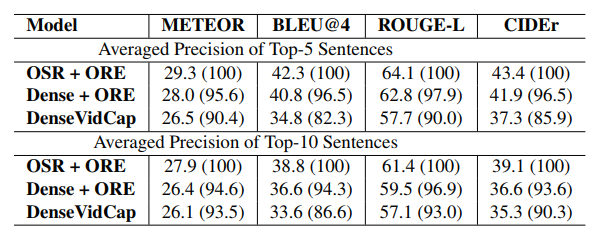 Model METEOR BLEU@4 ROUGE-L CIDEr
Averaged Precision of Top-5 Sentences
OSR + ORE 29.3 (100) 42.3 (100) 64.1 (100) 43.4 (100)
Dense + ORE 28.0 (95.6) 40.8 (96.5) 62.8 (97.9) 41.9 (96.5)
DenseVidCap 26.5 (90.4) 34.8 (82.3) 57.7 (90.0) 37.3 (85.9)
Averaged Precision of Top-10 Sentences
OSR + ORE 27.9 (100) 38.8 (100) 61.4 (100) 39.1 (100)
Dense + ORE 26.4 (94.6) 36.6 (94.3) 59.5 (96.9) 36.6 (93.6)
DenseVidCap 26.1 (93.5) 33.6 (86.6) 57.1 (93.0) 35.3 (90.3)